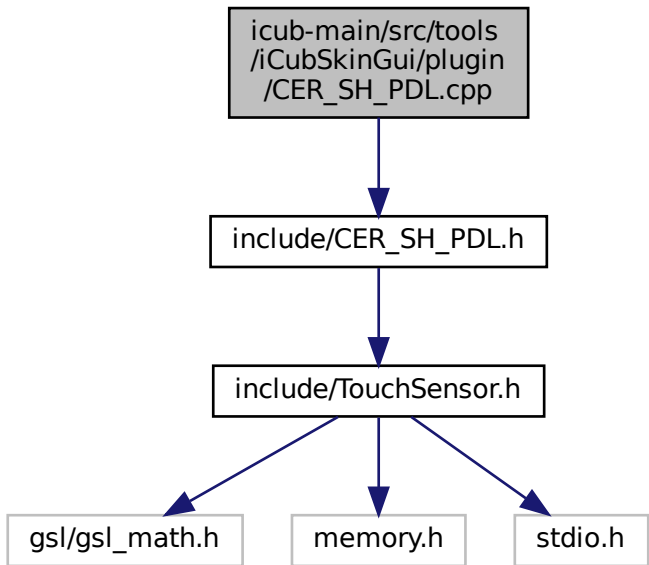 icub-main/src/tools
/iCubSkinGui/plugin
/CER_SH_PDL.cpp
include/CER_SH_PDL.h
include/TouchSensor.h
gsl/gsl_math.h
memory.h
stdio.h